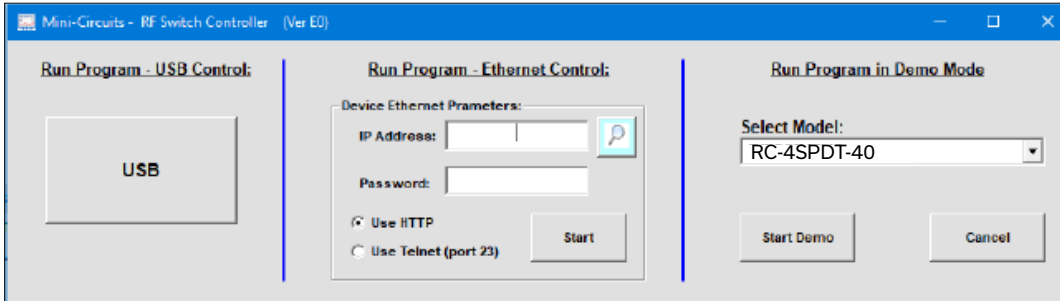 Mini-Circuits - RF Switch Controller (Ver E0)
Run Program - USB Control:
USB
Run Program - Ethernet Control:
Device Ethernet Prameters:
IP Address:
Password:
Use HTTP
Use Telnet (port 23)
Start
Run Program in Demo Mode
Select Model:
RC-4SPDT-40
Start Demo
Cancel